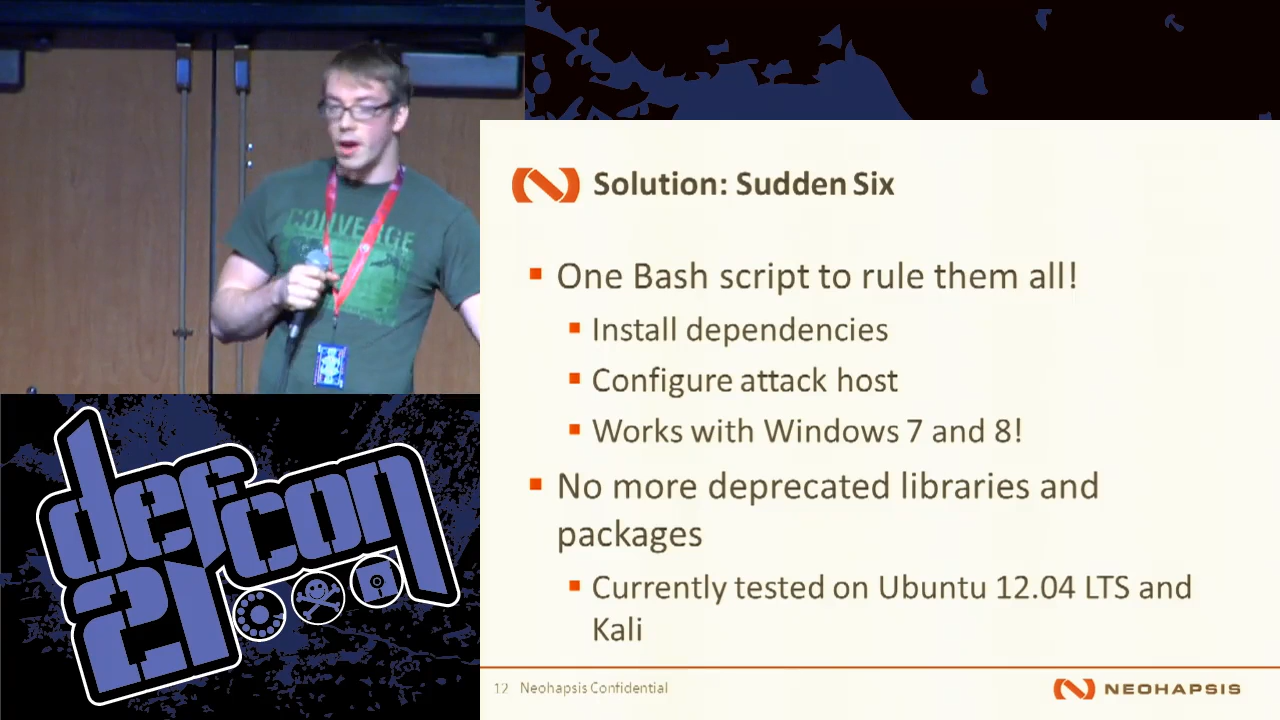 CONVERGE
Solution: Sudden Six
One Bash script to rule them all!
Install dependencies
Configure attack host
Works with Windows 7 and 8!
No more deprecated libraries and
packages
Currently tested on Ubuntu 12.04 LTS and
Kali
12 Neohapsis Confidential
NEOHAPSIS
defcon
21